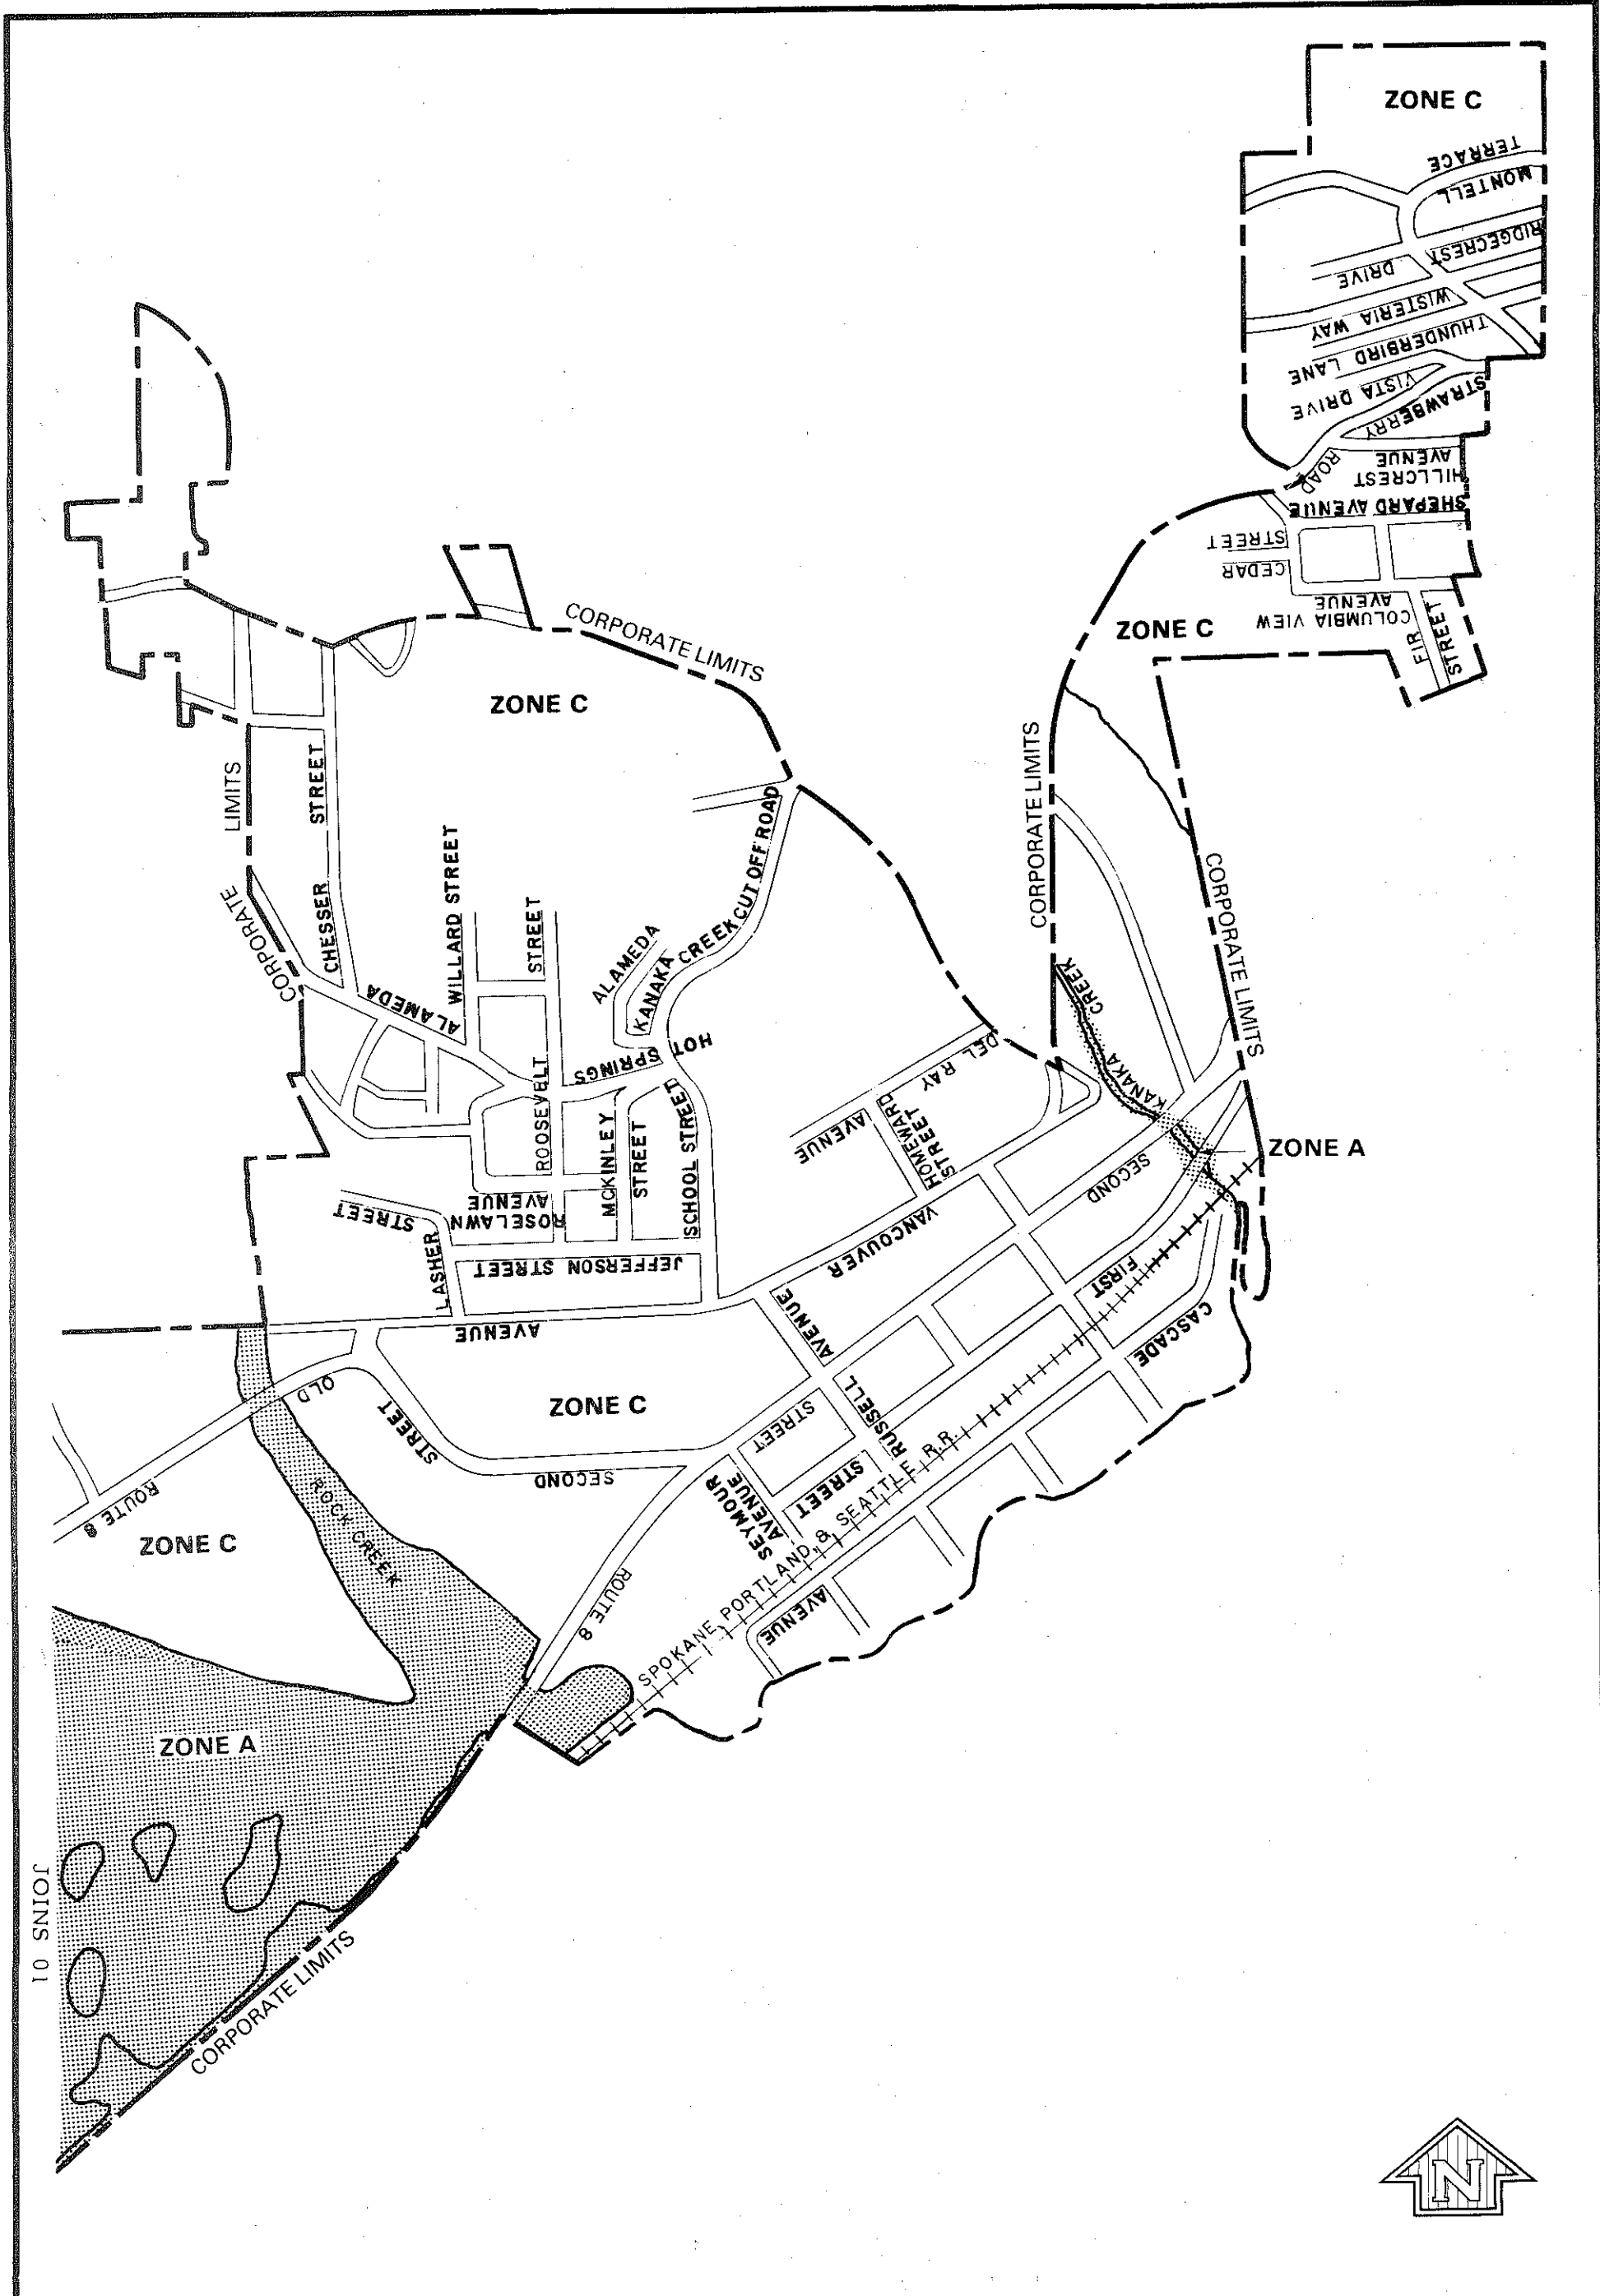 ZONE C
TERRACE
MONTELL
RIDGECREST
DRIVE
WISTERIA WAY
THUNDERBIRD LANE
VISTA DRIVE
STRAWBERRY
ROAD
HILLCREST
AVENUE
SHEPARD AVENUE
CEDAR
STREET
COLUMBIA VIEW
AVENUE
FIR
STREET
ZONE C
CORPORATE LIMITS
CORPORATE LIMITS
CORPORATE LIMITS
ZONE C
CORPORATE
LIMITS
CHESSER
STREET
WILLARD STREET
STREET
ALAMEDA
KANAKA CREEK CUT OFF ROAD
ALAMEDA
HOT SPRINGS
ROOSEVELT
MCKINLEY
STREET
SCHOOL STREET
ROSELAWN
AVENUE
STREET
LASHER
JEFFERSON STREET
AVENUE
DEL RAY
AVENUE
HOMEWARD
STREET
KANAKA
CREEK
ZONE A
SECOND
VANCOUVER
FIRST
CASCADE
AVENUE
RUSSELL
STREET
STREET
SEYMOUR
AVENUE
ZONE C
OLD
STREET
SECOND
ROUTE 8
ZONE C
ROCK CREEK
ROUTE 8
SPOKANE PORTLAND & SEATTLE R.R.
AVENUE
ZONE A
CORPORATE LIMITS
JOINS 01
N